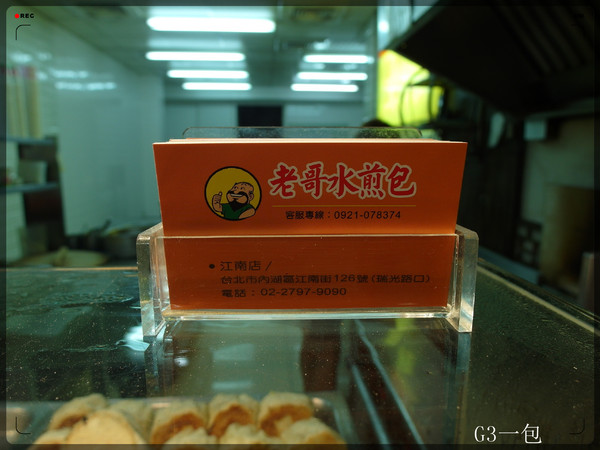 REC
老哥水煎包
客服專線：0921-078374
● 江南店 /
台北市內湖區江南街126號(瑞光路口)
電話：02-2797-9090
G3一包